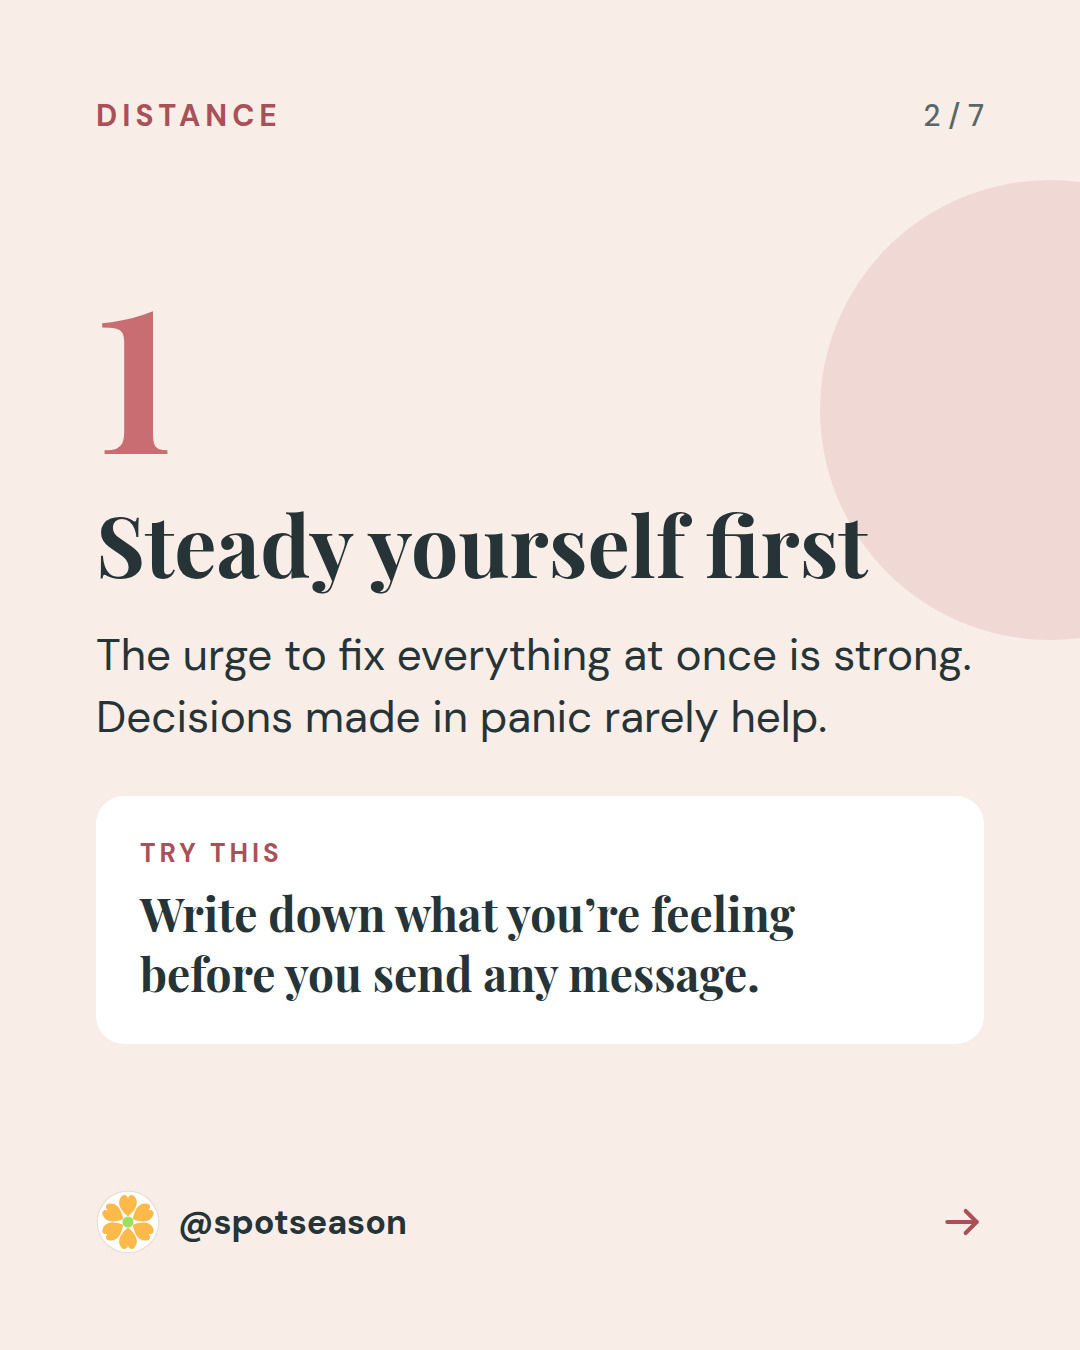 DISTANCE
2 / 7
1
Steady yourself first
The urge to fix everything at once is strong.
Decisions made in panic rarely help.
TRY THIS
Write down what you’re feeling
before you send any message.
@spotseason